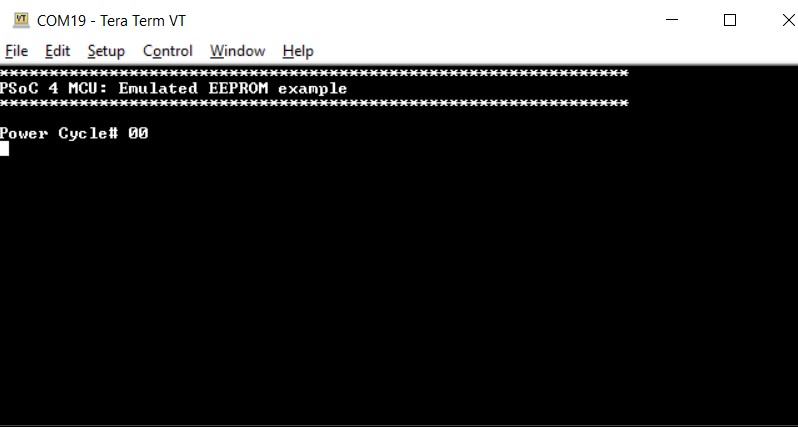 VT COM19 - Tera Term VT
File Edit Setup Control Window Help
***************************************************************
PSoC 4 MCU: Emulated EEPROM example
***************************************************************
Power Cycle# 00